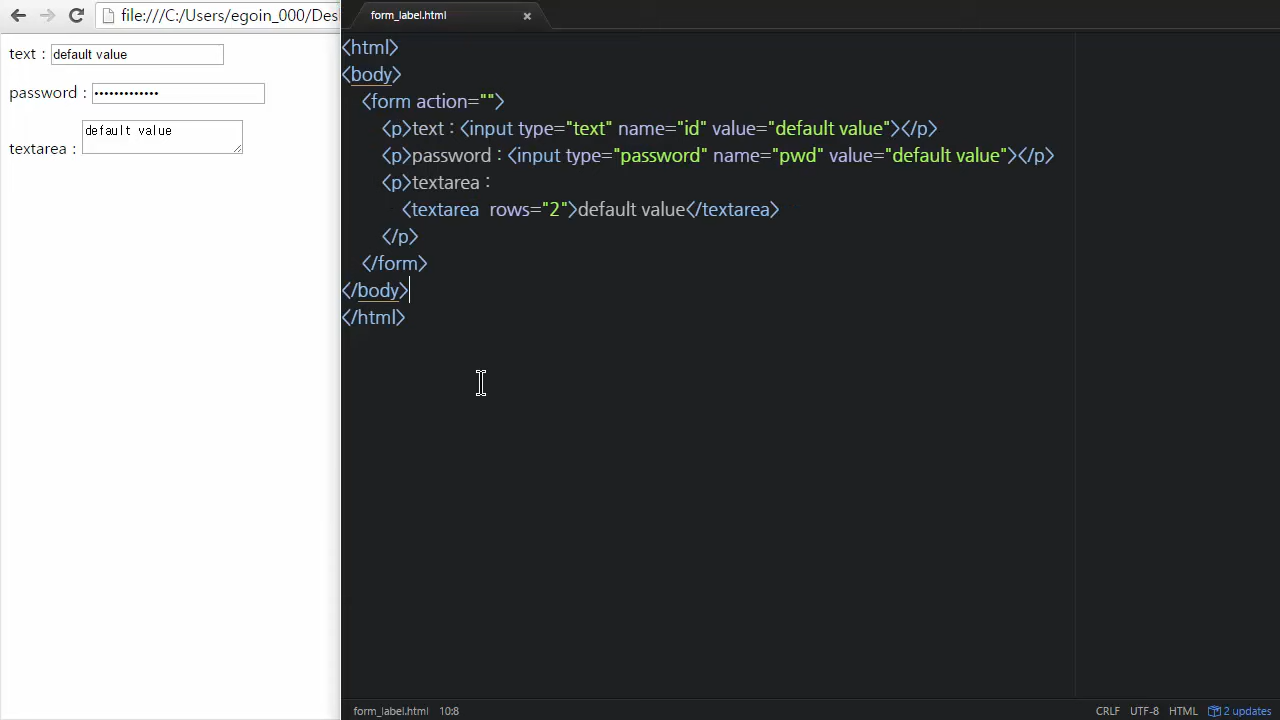 file:///C:/Users/egoin_000/Des
text : default value
password : •••••••••••••
textarea : default value
form_label.html
<html>
<body>
<form action="">
<p>text : <input type="text" name="id" value="default value"></p>
<p>password : <input type="password" name="pwd" value="default value"></p>
<p>textarea :
<textarea  rows="2">default value</textarea>
</p>
</form>
</body>
</html>
form_label.html 10:8
CRLF UTF-8 HTML 2 updates